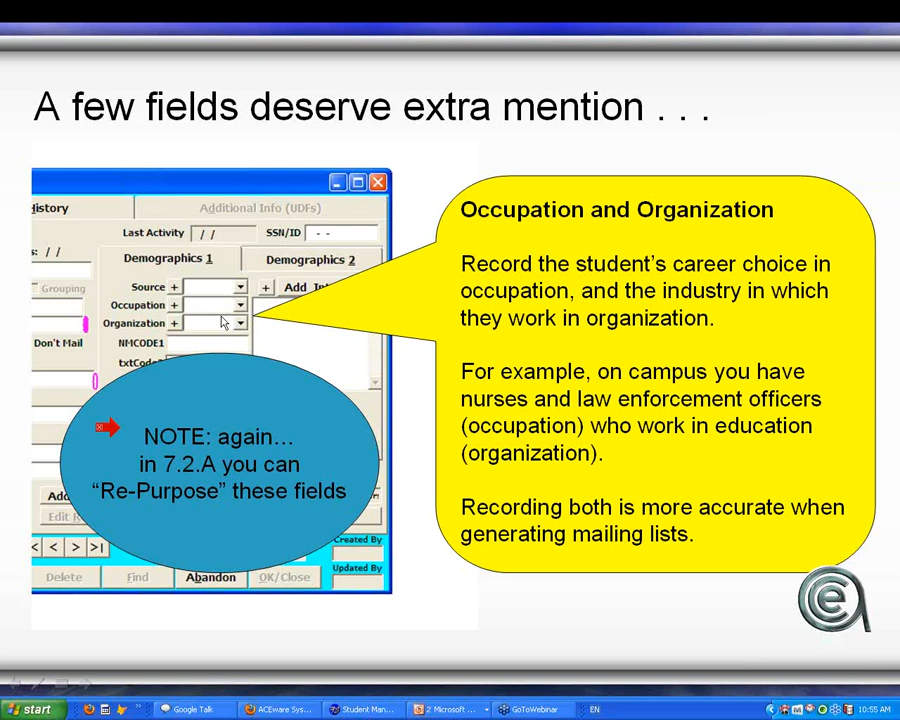 A few fields deserve extra mention . . .
History
Additional Info (UDFs)
Last Activity / / SSN/ID - -
s: / /
Demographics 1
Demographics 2
Grouping
Source +
+ Add
Occupation +
Organization +
Don't Mail
NMCODE1
Occupation and Organization
Record the student's career choice in
occupation, and the industry in which
they work in organization.
For example, on campus you have
nurses and law enforcement officers
(occupation) who work in education
(organization).
Recording both is more accurate when
generating mailing lists.
NOTE: again...
in 7.2.A you can
“Re-Purpose” these fields
Edit
< < > >|
Created By
Updated By
Delete
Find
Abandon
OK/Close
start
Google Talk
ACEware Sys...
Student Man...
2 Microsoft ...
GoToWebinar
EN
10:55 AM